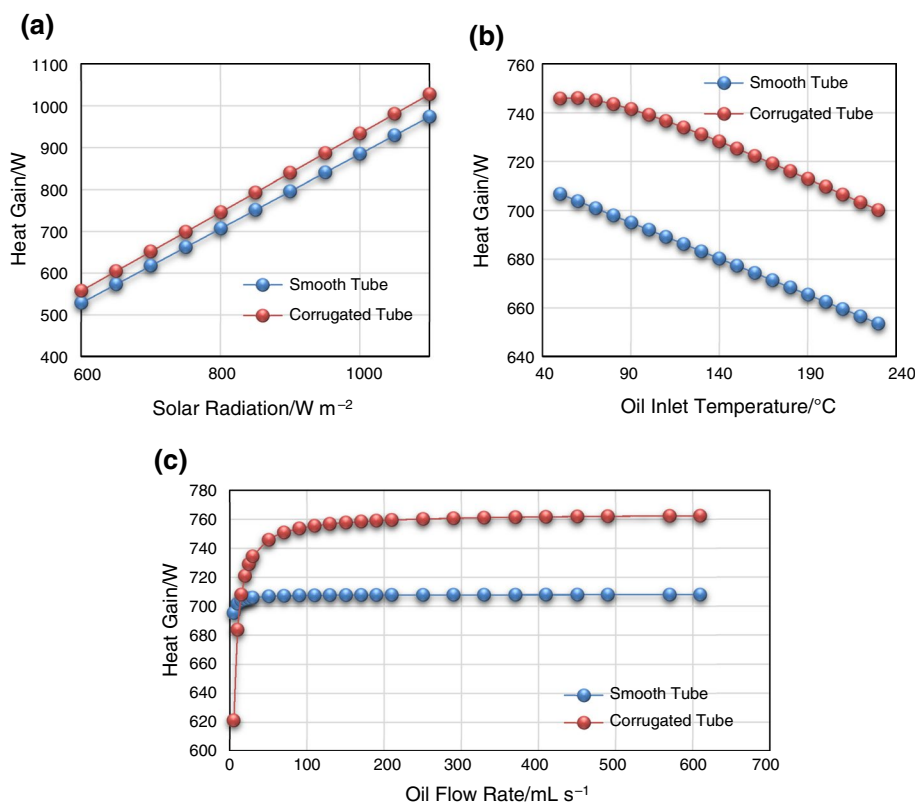 (a)
1100
1000
900
800
700
600
500
400
Heat Gain/W
Smooth Tube
Corrugated Tube
600 800 1000
Solar Radiation/W m⁻²
(b)
760
740
720
700
680
660
640
Heat Gain/W
Smooth Tube
Corrugated Tube
40 90 140 190 240
Oil Inlet Temperature/°C
(c)
780
760
740
720
700
680
660
640
620
600
Heat Gain/W
Smooth Tube
Corrugated Tube
0 100 200 300 400 500 600 700
Oil Flow Rate/mL s⁻¹